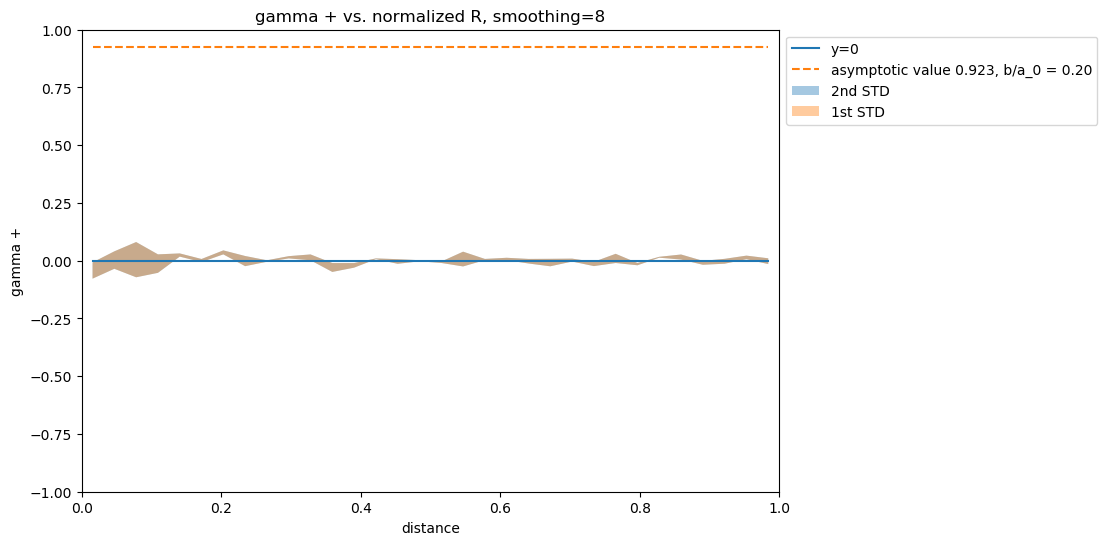 gamma + vs. normalized R, smoothing=8
1.00
0.75
0.50
0.25
0.00
−0.25
−0.50
−0.75
−1.00
gamma +
0.0
0.2
0.4
0.6
0.8
1.0
distance
y=0
asymptotic value 0.923, b/a_0 = 0.20
2nd STD
1st STD